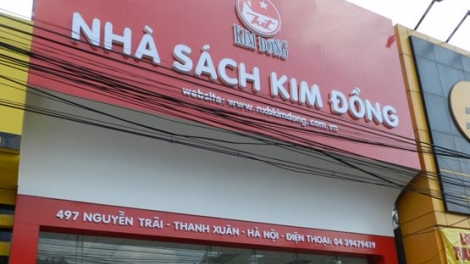 KIM ĐỒNG
NHÀ SÁCH KIM ĐỒNG
website: www.nxbkimdong.com.vn
497 NGUYỄN TRÃI - THANH XUÂN - HÀ NỘI - ĐIỆN THOẠI: 04 39479419